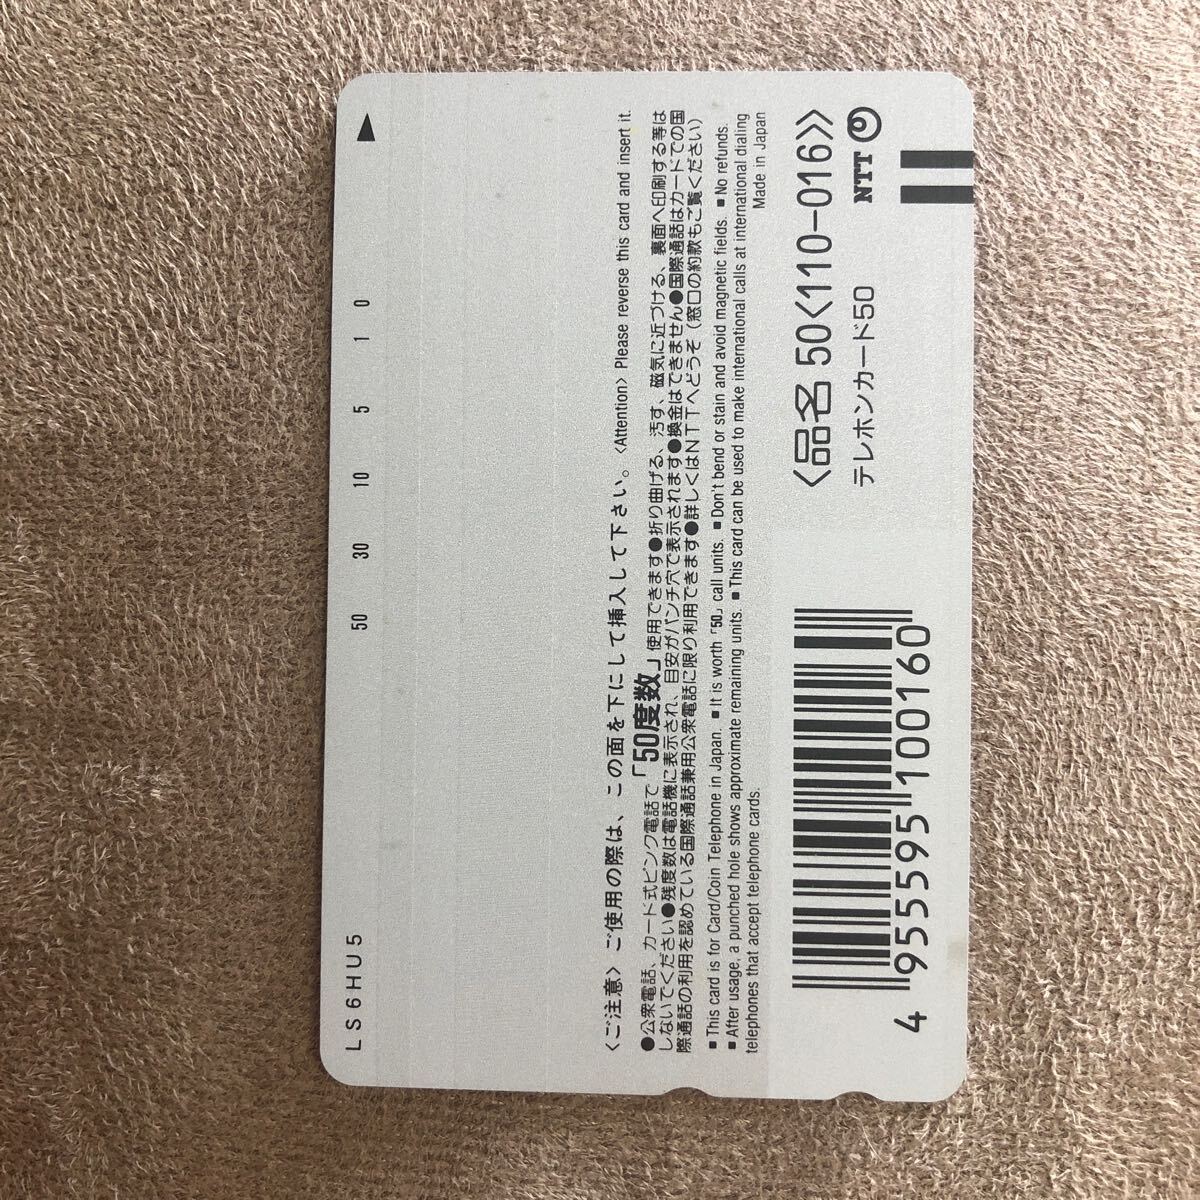 LS6HU5
50 30 10 5 1 0
〈ご注意〉 ご使用の際は、この面を下にして挿入して下さい。 〈Attention〉 Please reverse this card and insert it.
●公衆電話、カード式ピンク電話で「50度数」使用できます●折り曲げる、汚す、磁気に近づける、裏面へ印刷する等は
しないでください●残度数は電話機に表示され、目安がパンチ穴で表示されます●換金はできません●国際通話はカードでの国
際通話の利用を認めている国際通話兼用公衆電話に限り利用できます●詳しくはNTTへどうぞ（窓口の約款もご覧ください）
■This card is for Card/Coin Telephone in Japan. ■It is worth「50」call units. ■Don't bend or stain and avoid magnetic fields. ■No refunds.
■After usage, a punched hole shows approximate remaining units. ■This card can be used to make international calls at international dialing
telephones that accept telephone cards. Made in Japan
〈品名 50〈110-016〉〉
テレホンカード50
NTT
4 955595 100160